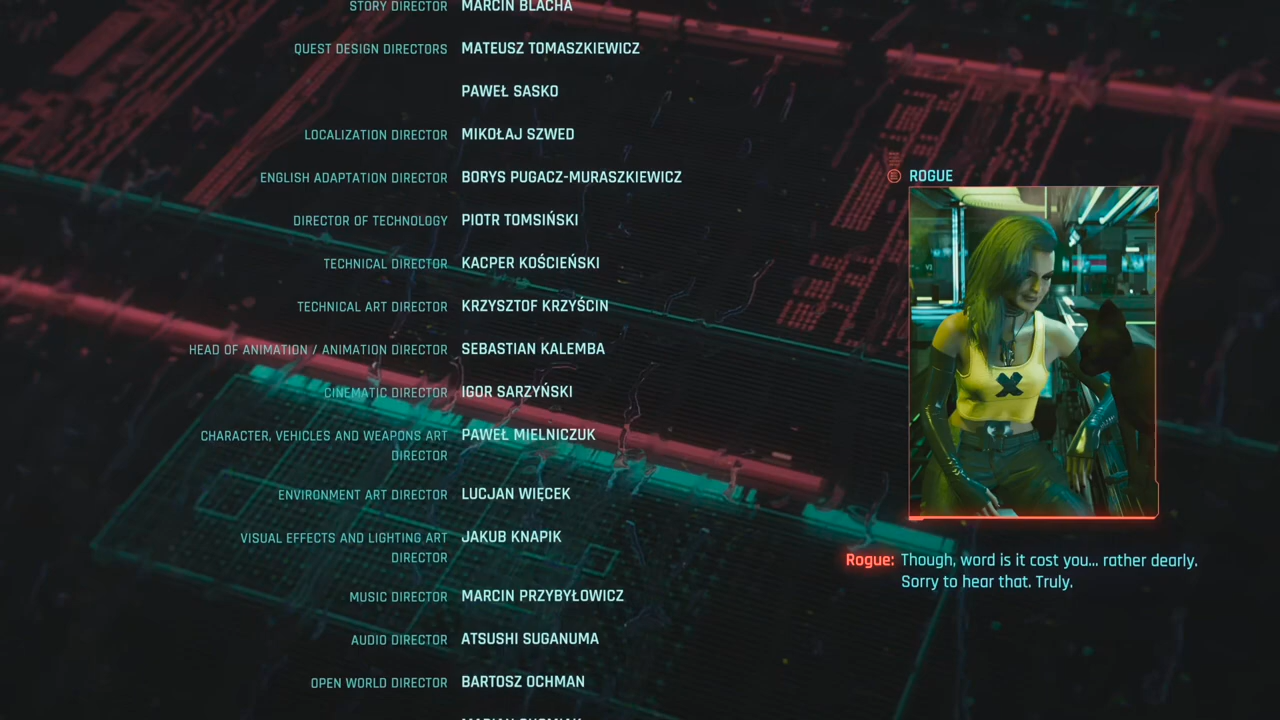 STORY DIRECTOR MARCIN BLACHA
QUEST DESIGN DIRECTORS MATEUSZ TOMASZKIEWICZ
PAWEŁ SASKO
LOCALIZATION DIRECTOR MIKOŁAJ SZWED
ENGLISH ADAPTATION DIRECTOR BORYS PUGACZ-MURASZKIEWICZ
DIRECTOR OF TECHNOLOGY PIOTR TOMSIŃSKI
TECHNICAL DIRECTOR KACPER KOŚCIEŃSKI
TECHNICAL ART DIRECTOR KRZYSZTOF KRZYŚCIN
HEAD OF ANIMATION / ANIMATION DIRECTOR SEBASTIAN KALEMBA
CINEMATIC DIRECTOR IGOR SARZYŃSKI
CHARACTER, VEHICLES AND WEAPONS ART PAWEŁ MIELNICZUK
DIRECTOR
ENVIRONMENT ART DIRECTOR LUCJAN WIĘCEK
VISUAL EFFECTS AND LIGHTING ART JAKUB KNAPIK
DIRECTOR
MUSIC DIRECTOR MARCIN PRZYBYŁOWICZ
AUDIO DIRECTOR ATSUSHI SUGANUMA
OPEN WORLD DIRECTOR BARTOSZ OCHMAN
ROGUE
Rogue: Though, word is it cost you... rather dearly.
Sorry to hear that. Truly.